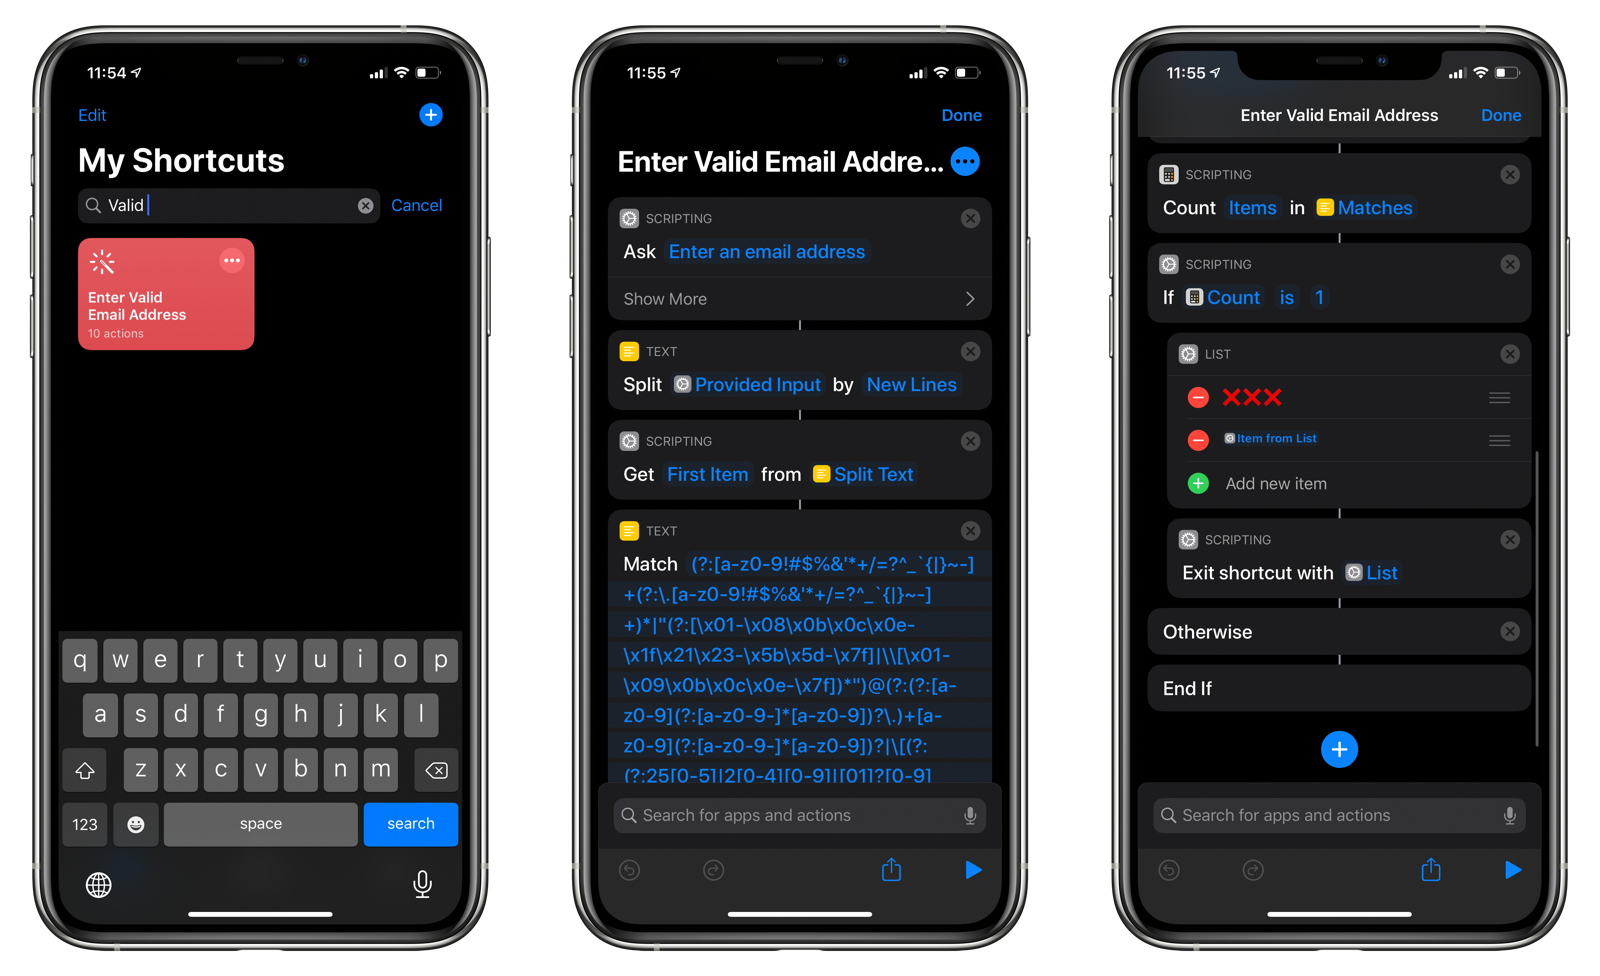 11:54
Edit
My Shortcuts
Valid
Cancel
Enter Valid
Email Address
10 actions
q w e r t y u i o p
a s d f g h j k l
z x c v b n m
123
space
search
11:55
Done
Enter Valid Email Addre...
SCRIPTING
Ask Enter an email address
Show More
TEXT
Split Provided Input by New Lines
SCRIPTING
Get First Item from Split Text
TEXT
Match (?:[a-z0-9!#$%&'*+/=?^_`{|}~-]
+(?:\.[a-z0-9!#$%&'*+/=?^_`{|}~-]
+)*|"(?:[\x01-\x08\x0b\x0c\x0e-
\x1f\x21\x23-\x5b\x5d-\x7f]|\\[\x01-
\x09\x0b\x0c\x0e-\x7f])*")@(?:(?:[a-
z0-9](?:[a-z0-9-]*[a-z0-9])?\.)+[a-
z0-9](?:[a-z0-9-]*[a-z0-9])?|\[(?:
(?:25[0-5]|2[0-4][0-9]|[01]?[0-9]
Search for apps and actions
11:55
Enter Valid Email Address
Done
SCRIPTING
Count Items in Matches
SCRIPTING
If Count is 1
LIST
❌❌❌
Item from List
Add new item
SCRIPTING
Exit shortcut with List
Otherwise
End If
Search for apps and actions